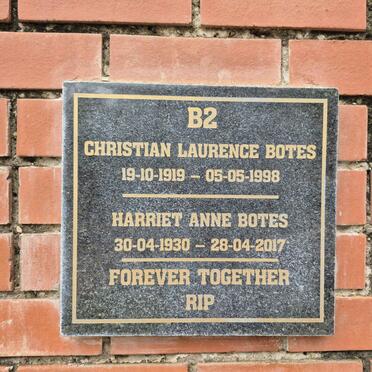 B2
CHRISTIAN LAURENCE BOTES
19-10-1919 – 05-05-1998
HARRIET ANNE BOTES
30-04-1930 – 28-04-2017
FOREVER TOGETHER
RIP